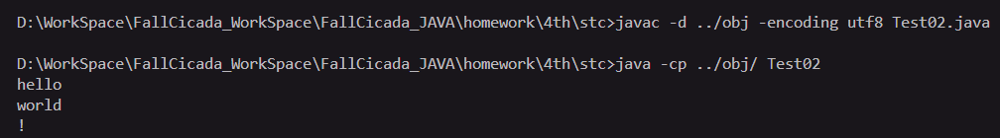 D:\WorkSpace\FallCicada_WorkSpace\FallCicada_JAVA\homework\4th\stc>javac -d ../obj -encoding utf8 Test02.java
D:\WorkSpace\FallCicada_WorkSpace\FallCicada_JAVA\homework\4th\stc>java -cp ../obj/ Test02
hello
world
!